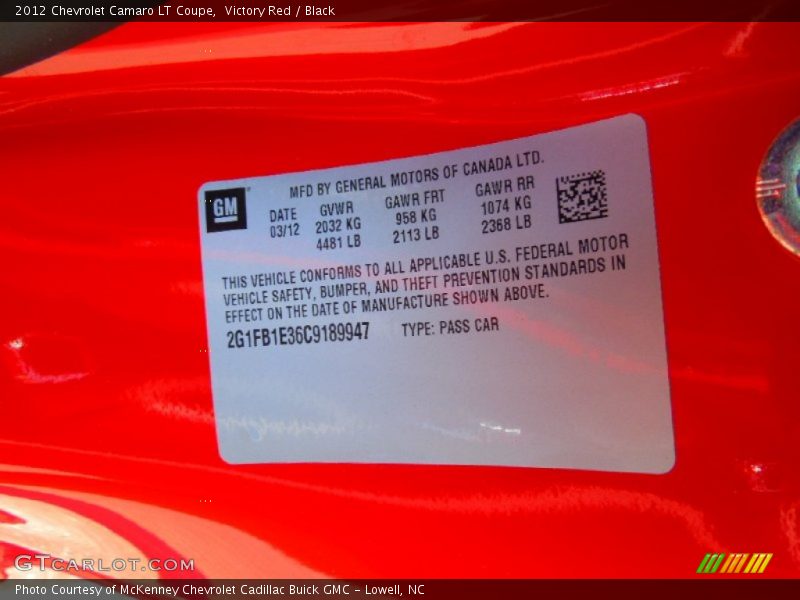 2012 Chevrolet Camaro LT Coupe,  Victory Red / Black
GM
MFD BY GENERAL MOTORS OF CANADA LTD.
DATE GVWR GAWR FRT GAWR RR
03/12 2032 KG 958 KG 1074 KG
4481 LB 2113 LB 2368 LB
THIS VEHICLE CONFORMS TO ALL APPLICABLE U.S. FEDERAL MOTOR
VEHICLE SAFETY, BUMPER, AND THEFT PREVENTION STANDARDS IN
EFFECT ON THE DATE OF MANUFACTURE SHOWN ABOVE.
2G1FB1E36C9189947 TYPE: PASS CAR
GTCARLOT.COM
Photo Courtesy of McKenney Chevrolet Cadillac Buick GMC - Lowell, NC